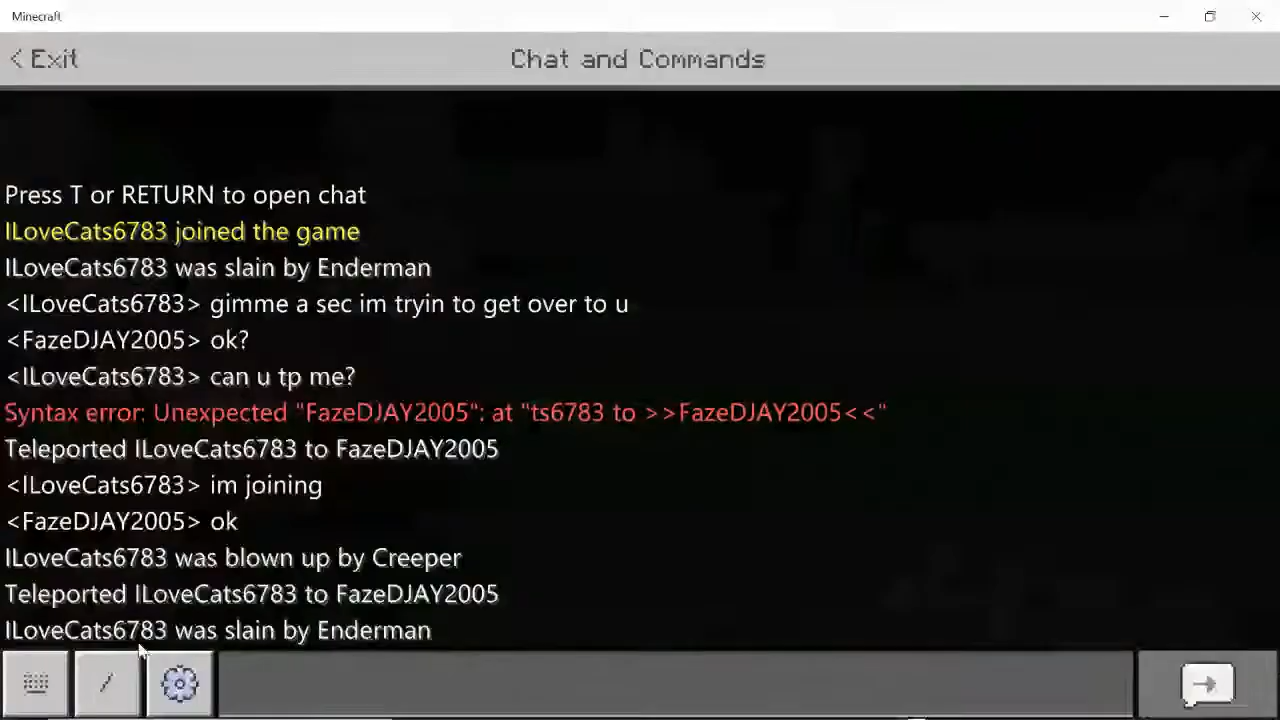 Minecraft
< Exit
Chat and Commands
Press T or RETURN to open chat
ILoveCats6783 joined the game
ILoveCats6783 was slain by Enderman
<ILoveCats6783> gimme a sec im tryin to get over to u
<FazeDJAY2005> ok?
<ILoveCats6783> can u tp me?
Syntax error: Unexpected "FazeDJAY2005": at "ts6783 to >>FazeDJAY2005<<"
Teleported ILoveCats6783 to FazeDJAY2005
<ILoveCats6783> im joining
<FazeDJAY2005> ok
ILoveCats6783 was blown up by Creeper
Teleported ILoveCats6783 to FazeDJAY2005
ILoveCats6783 was slain by Enderman
/